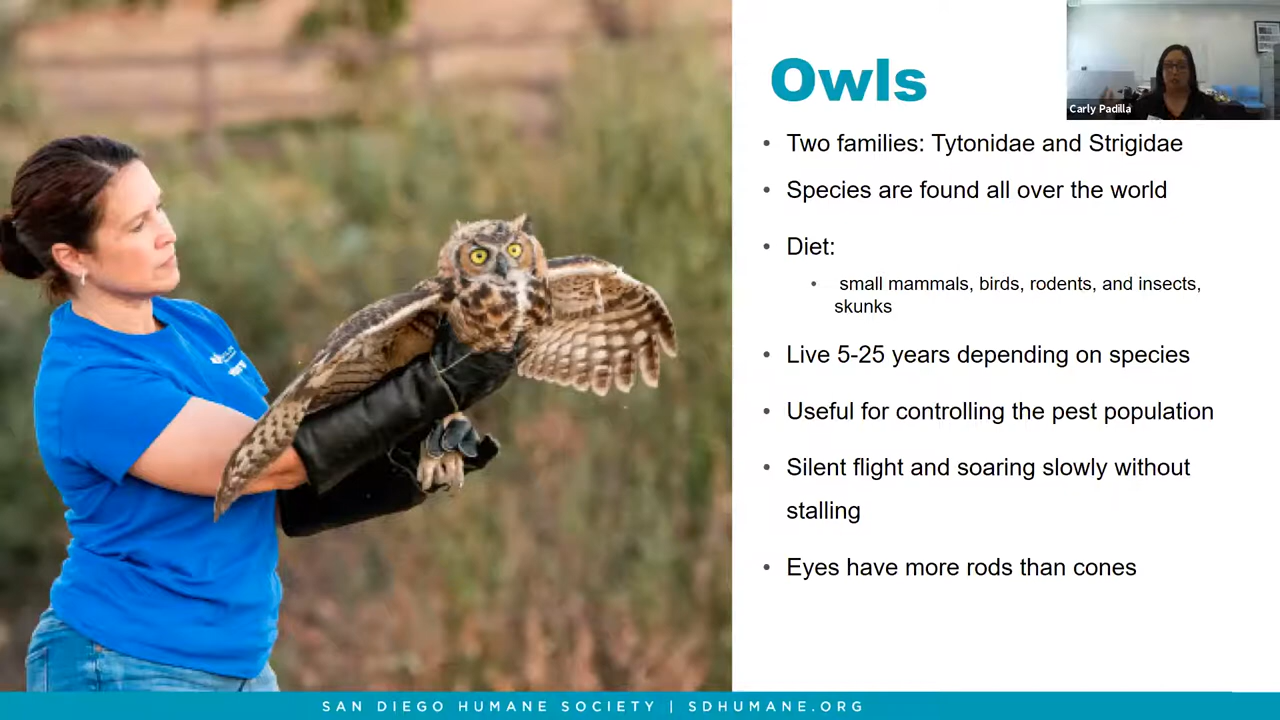 Owls
Carly Padilla
Two families: Tytonidae and Strigidae
Species are found all over the world
Diet:
small mammals, birds, rodents, and insects,
skunks
Live 5-25 years depending on species
Useful for controlling the pest population
Silent flight and soaring slowly without
stalling
Eyes have more rods than cones
SAN DIEGO HUMANE SOCIETY | SDHUMANE.ORG